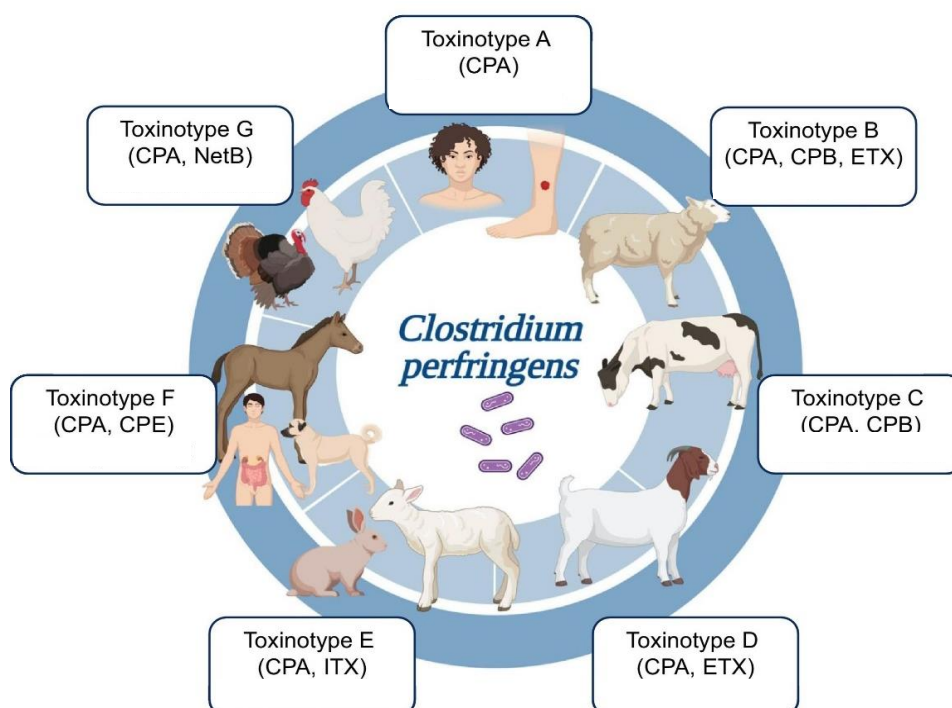 Toxinotype A
(CPA)
Toxinotype G
(CPA, NetB)
Toxinotype B
(CPA, CPB, ETX)
Clostridium
perfringens
Toxinotype F
(CPA, CPE)
Toxinotype C
(CPA, CPB)
Toxinotype E
(CPA, ITX)
Toxinotype D
(CPA, ETX)